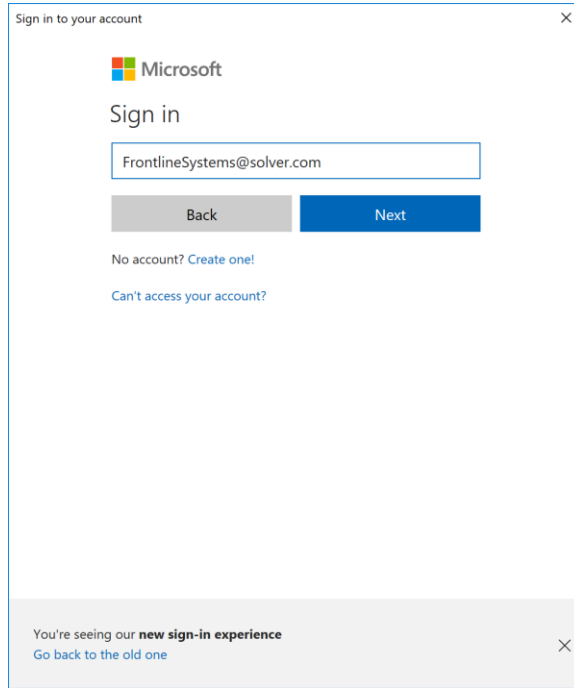 Sign in to your account
Microsoft
Sign in
FrontlineSystems@solver.com
Back
Next
No account? Create one!
Can't access your account?
You're seeing our new sign-in experience
Go back to the old one